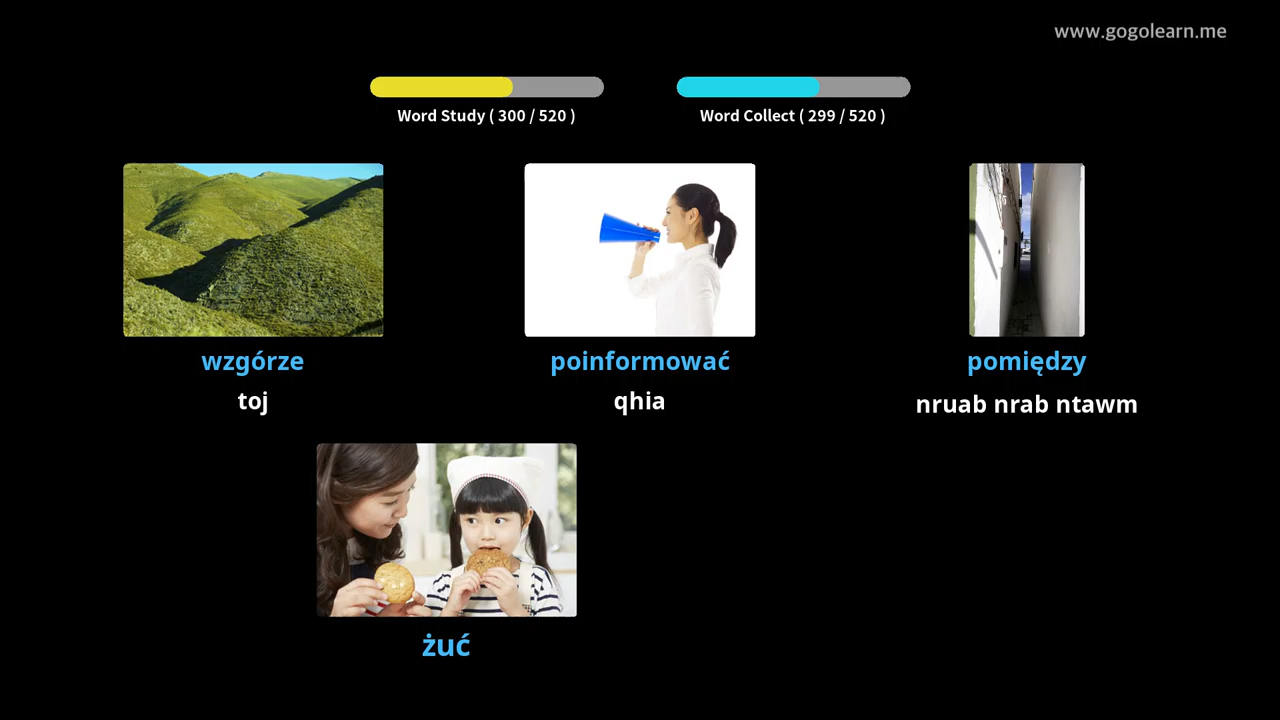 www.gogolearn.me
Word Study ( 300 / 520 )
Word Collect ( 299 / 520 )
wzgórze
toj
poinformować
qhia
pomiędzy
nruab nrab ntawm
żuć